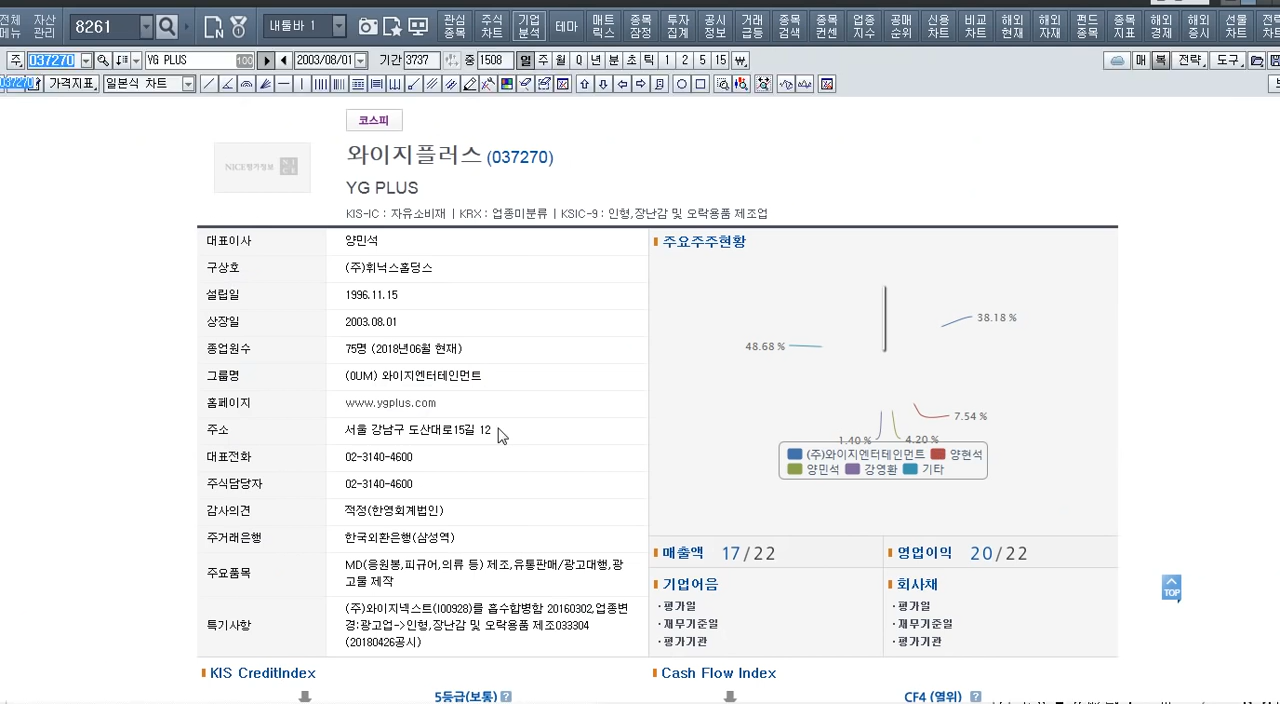 전체 자산 8261 내툴바 1 관심 주식 기업 테마 매트 종목 투자 공시 거래 종목 종목 업종 공매 신용 비교 해외 해외 펀드 종목 해외 해외 선물
메뉴 관리 종목 차트 분석 릭스 잠정 집계 정보 급등 검색 컨센 지수 순위 차트 차트 현재 자재 종목 지표 경제 증시 차트
주 037270 YG PLUS 100 2003/08/01 기간 3737 중 1508 일 주 월 Q 년 분 초 틱 1 2 5 15 ₩ 매 복 전략 도구
037270 가격지표 일본식 차트
코스피
NICE평가정보 NICE
와이지플러스 (037270)
YG PLUS
KIS-IC : 자유소비재 | KRX : 업종미분류 | KSIC-9 : 인형,장난감 및 오락용품 제조업
대표이사 양민석
구상호 (주)휘닉스홀딩스
설립일 1996.11.15
상장일 2003.08.01
종업원수 75명 (2018년06월 현재)
그룹명 (0UM) 와이지엔터테인먼트
홈페이지 www.ygplus.com
주소 서울 강남구 도산대로15길 12
대표전화 02-3140-4600
주식담당자 02-3140-4600
감사의견 적정(한영회계법인)
주거래은행 한국외환은행(삼성역)
주요품목 MD(응원봉,피규어,의류 등) 제조,유통판매/광고대행,광
고물 제작
특기사항 (주)와이지넥스트(I00928)를 흡수합병함 20160302,업종변
경:광고업->인형,장난감 및 오락용품 제조033304
(20180426공시)
주요주주현황
38.18 %
48.68 %
7.54 %
1.40 % 4.20 %
(주)와이지엔터테인먼트 양현석
양민석 강영환 기타
매출액 17/22 영업이익 20/22
기업어음 회사채
·평가일 ·평가일
·재무기준일 ·재무기준일
·평가기관 ·평가기관
TOP
KIS CreditIndex Cash Flow Index
5등급(보통) ? CF4 (열위) ?